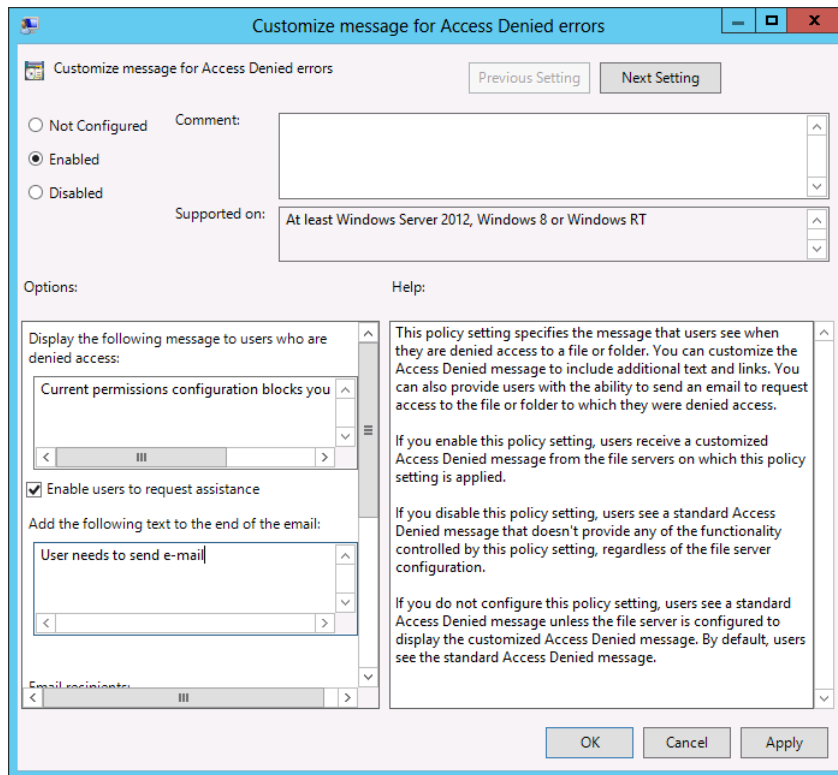 Customize message for Access Denied errors
Customize message for Access Denied errors
Previous Setting
Next Setting
Not Configured
Enabled
Disabled
Comment:
Supported on:
At least Windows Server 2012, Windows 8 or Windows RT
Options:
Help:
Display the following message to users who are
denied access:
Current permissions configuration blocks you
Enable users to request assistance
Add the following text to the end of the email:
User needs to send e-mail
Email recipients:
This policy setting specifies the message that users see when
they are denied access to a file or folder. You can customize the
Access Denied message to include additional text and links. You
can also provide users with the ability to send an email to request
access to the file or folder to which they were denied access.
If you enable this policy setting, users receive a customized
Access Denied message from the file servers on which this policy
setting is applied.
If you disable this policy setting, users see a standard Access
Denied message that doesn't provide any of the functionality
controlled by this policy setting, regardless of the file server
configuration.
If you do not configure this policy setting, users see a standard
Access Denied message unless the file server is configured to
display the customized Access Denied message. By default, users
see the standard Access Denied message.
OK
Cancel
Apply